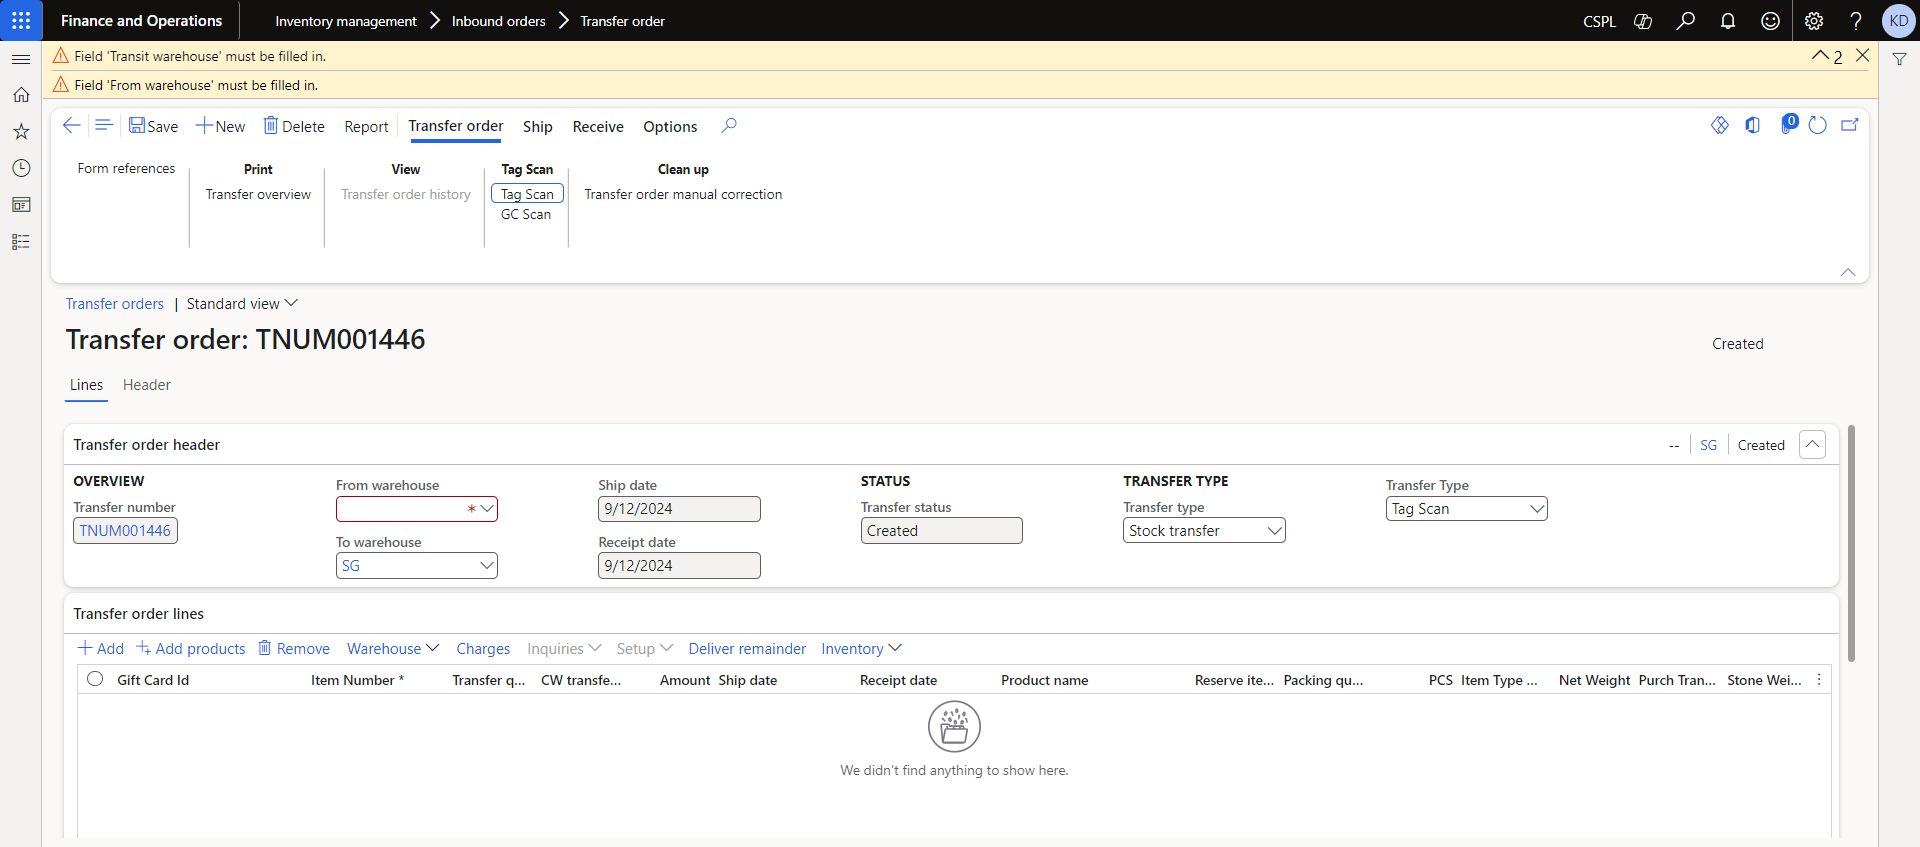 Finance and Operations
Inventory management
Inbound orders
Transfer order
CSPL
KD
Field 'Transit warehouse' must be filled in.
2
Field 'From warehouse' must be filled in.
Save
New
Delete
Report
Transfer order
Ship
Receive
Options
0
Form references
Print
Transfer overview
View
Transfer order history
Tag Scan
Tag Scan
GC Scan
Clean up
Transfer order manual correction
Transfer orders | Standard view
Transfer order: TNUM001446
Created
Lines
Header
Transfer order header
--
SG
Created
OVERVIEW
Transfer number
TNUM001446
From warehouse
*
To warehouse
SG
Ship date
9/12/2024
Receipt date
9/12/2024
STATUS
Transfer status
Created
TRANSFER TYPE
Transfer type
Stock transfer
Transfer Type
Tag Scan
Transfer order lines
Add
Add products
Remove
Warehouse
Charges
Inquiries
Setup
Deliver remainder
Inventory
Gift Card Id
Item Number *
Transfer q...
CW transfe...
Amount
Ship date
Receipt date
Product name
Reserve ite...
Packing qu...
PCS
Item Type ...
Net Weight
Purch Tran...
Stone Wei...
We didn't find anything to show here.